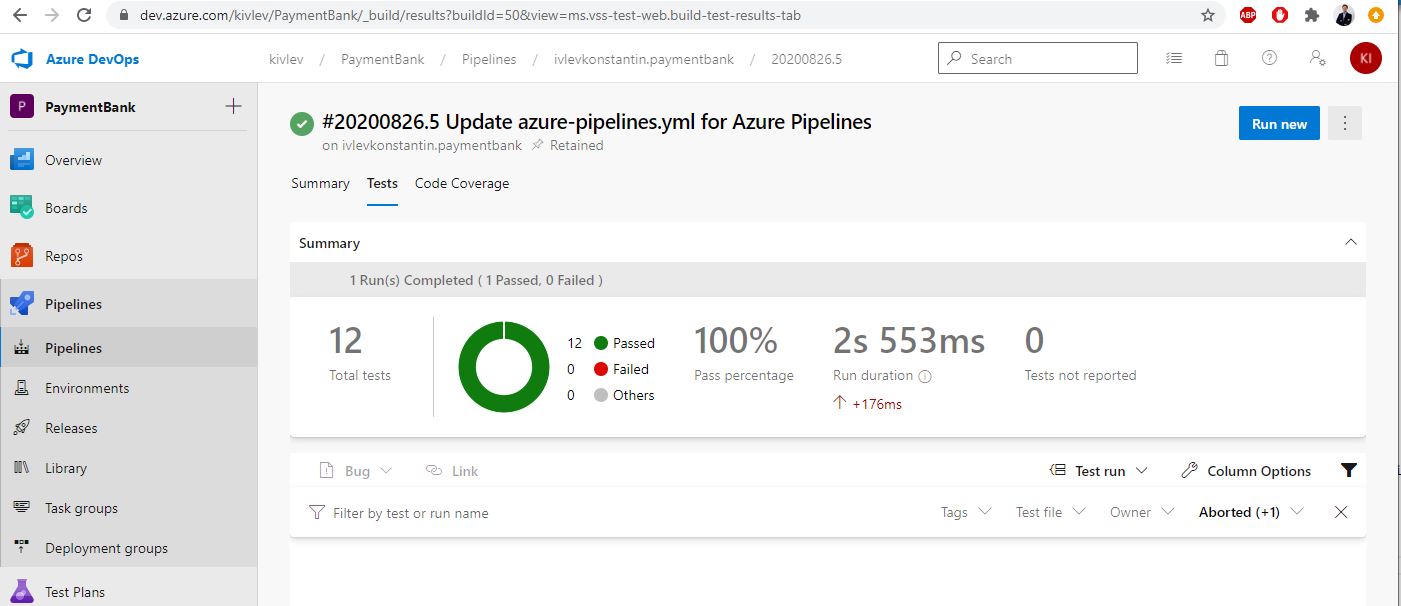 dev.azure.com/kivlev/PaymentBank/_build/results?buildId=50&view=ms.vss-test-web.build-test-results-tab
ABP
Azure DevOps
kivlev / PaymentBank / Pipelines / ivlevkonstantin.paymentbank / 20200826.5
Search
KI
P PaymentBank
Overview
Boards
Repos
Pipelines
Pipelines
Environments
Releases
Library
Task groups
Deployment groups
Test Plans
#20200826.5 Update azure-pipelines.yml for Azure Pipelines
on ivlevkonstantin.paymentbank Retained
Run new
Summary Tests Code Coverage
Summary
1 Run(s) Completed ( 1 Passed, 0 Failed )
12
Total tests
12 Passed
0 Failed
0 Others
100%
Pass percentage
2s 553ms
Run duration
+176ms
0
Tests not reported
Bug Link Test run Column Options
Filter by test or run name Tags Test file Owner Aborted (+1)